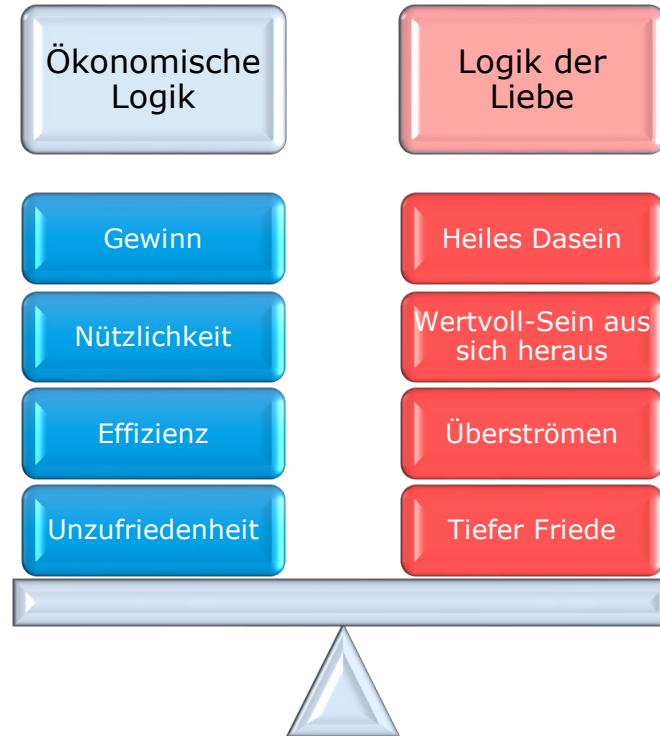 Ökonomische
Logik
Logik der
Liebe
Gewinn
Nützlichkeit
Effizienz
Unzufriedenheit
Heiles Dasein
Wertvoll-Sein aus
sich heraus
Überströmen
Tiefer Friede